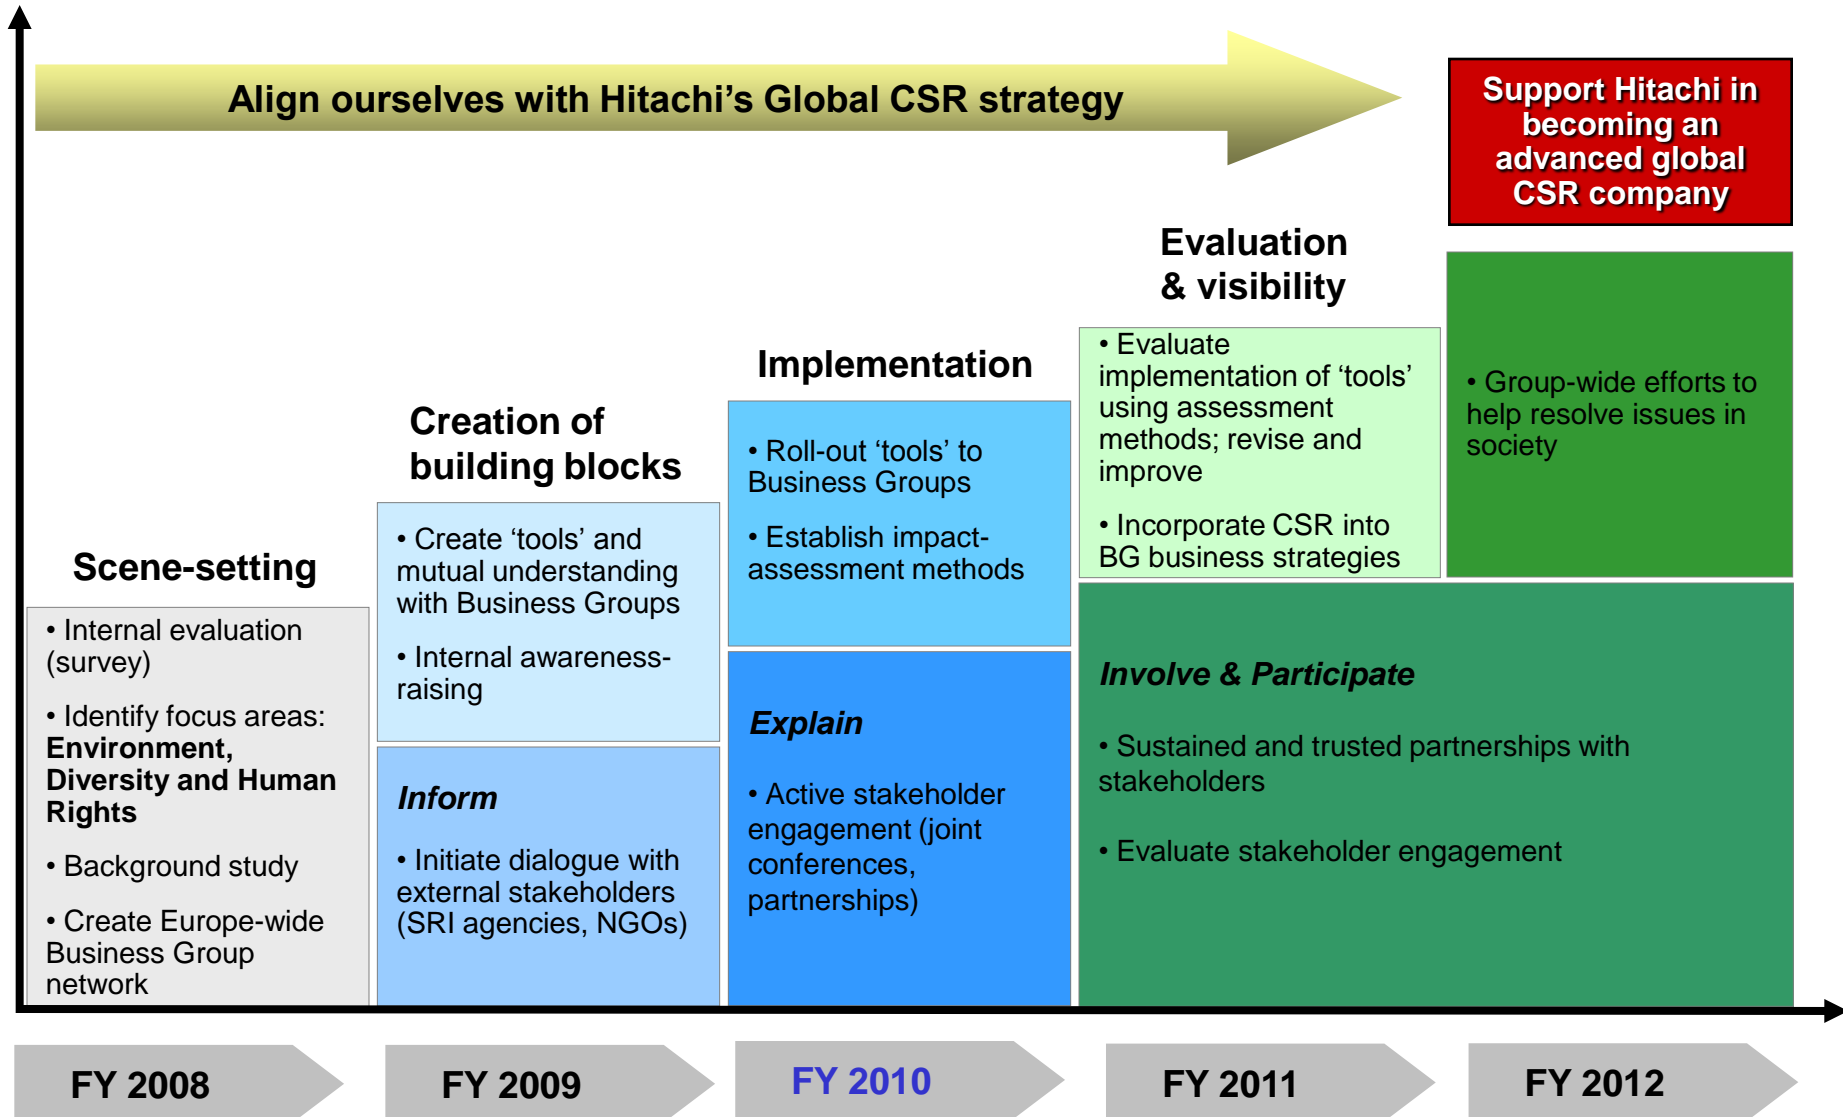 Align ourselves with Hitachi’s Global CSR strategy
Support Hitachi in
becoming an
advanced global
CSR company
Scene-setting
• Internal evaluation
(survey)
• Identify focus areas:
Environment,
Diversity and Human
Rights
• Background study
• Create Europe-wide
Business Group
network
Creation of
building blocks
• Create ‘tools’ and
mutual understanding
with Business Groups
• Internal awareness-
raising
Inform
• Initiate dialogue with
external stakeholders
(SRI agencies, NGOs)
Implementation
• Roll-out ‘tools’ to
Business Groups
• Establish impact-
assessment methods
Explain
• Active stakeholder
engagement (joint
conferences,
partnerships)
Evaluation
& visibility
• Evaluate
implementation of ‘tools’
using assessment
methods; revise and
improve
• Incorporate CSR into
BG business strategies
• Group-wide efforts to
help resolve issues in
society
Involve & Participate
• Sustained and trusted partnerships with
stakeholders
• Evaluate stakeholder engagement
FY 2008
FY 2009
FY 2010
FY 2011
FY 2012